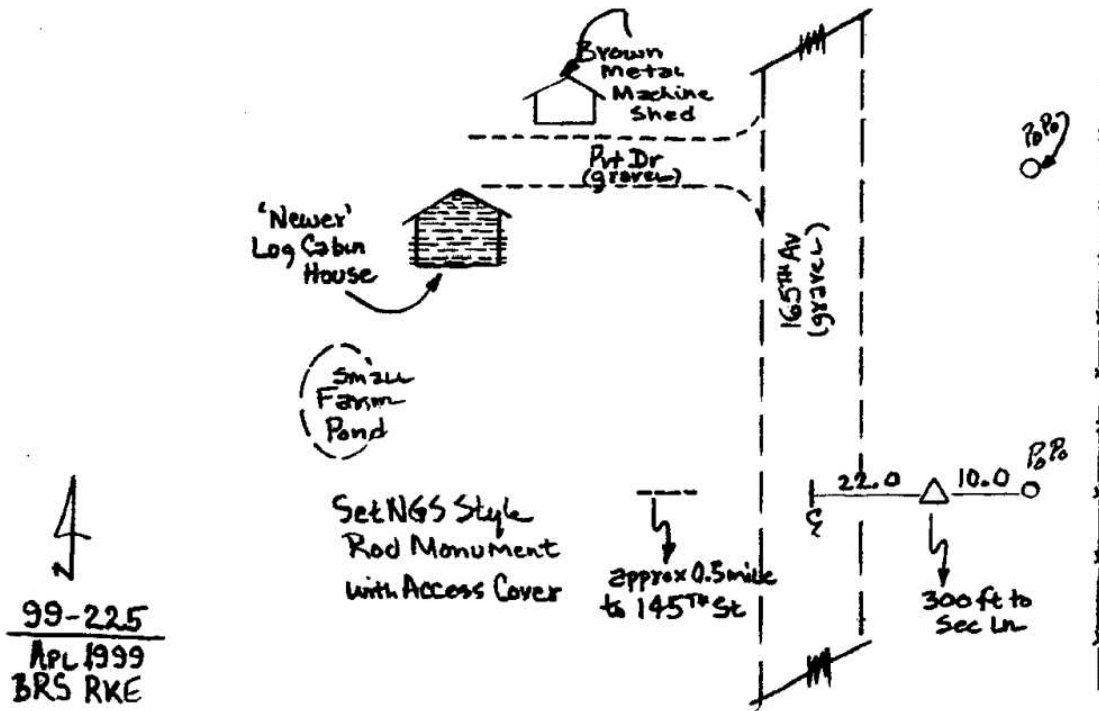 Brown
Metal
Machine
Shed
Pvt Dr
(gravel)
PoPo
'Newer'
Log Cabin
House
165TH AV
(gravel)
Small
Farm
Pond
PoPo
22.0
10.0
Set NGS Style
Rod Monument
with Access Cover
approx 0.5 mile
to 145TH St
℄
300 ft to
Sec Ln
N
99-225
APL 1999
BRS RKE